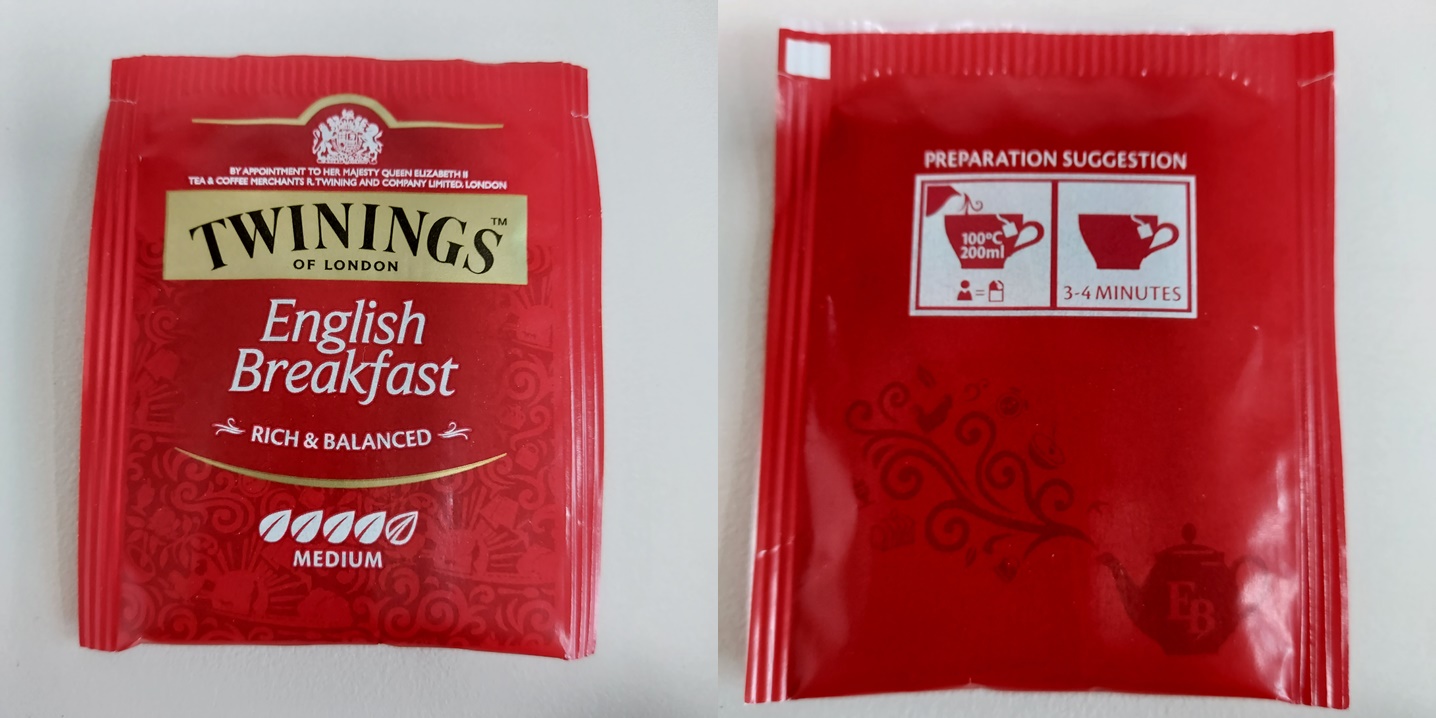 BY APPOINTMENT TO HER MAJESTY QUEEN ELIZABETH II
TEA & COFFEE MERCHANTS R. TWINING AND COMPANY LIMITED, LONDON
TWININGS™
OF LONDON
English
Breakfast
RICH & BALANCED
MEDIUM
PREPARATION SUGGESTION
100°C
200ml
=
3-4 MINUTES
EB